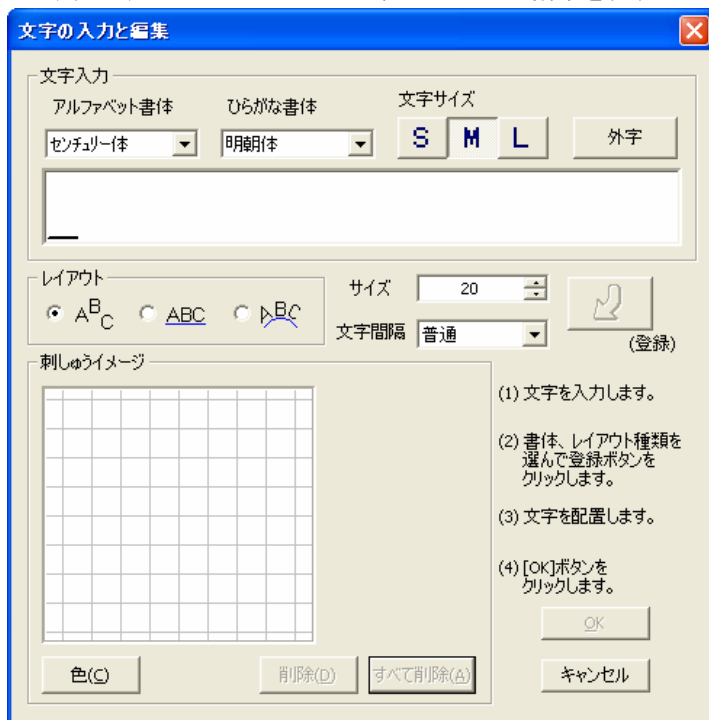 文字の入力と編集
文字入力
アルファベット書体
ひらがな書体
文字サイズ
センチュリー体
明朝体
S M L
外字
レイアウト
ABC ABC ABC
サイズ 20
文字間隔 普通
(登録)
刺しゅうイメージ
(1) 文字を入力します。
(2) 書体、レイアウト種類を
選んで登録ボタンを
クリックします。
(3) 文字を配置します。
(4) [OK]ボタンを
クリックします。
OK
色(C)
削除(D)
すべて削除(A)
キャンセル